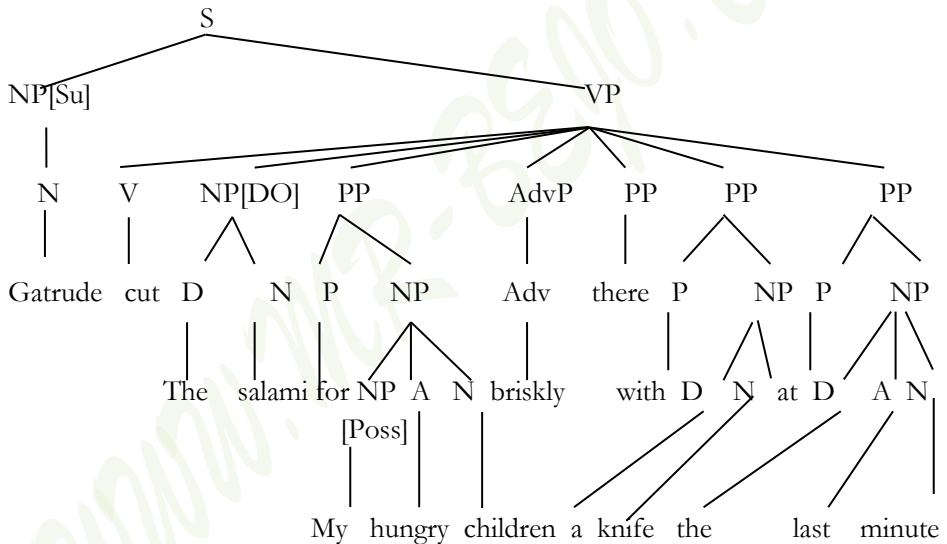 S
NP[Su] VP
N V NP[DO] PP AdvP PP PP PP
Gatrude cut D N P NP Adv there P NP P NP
The salami for NP A N briskly with D N at D A N
[Poss]
My hungry children a knife the last minute